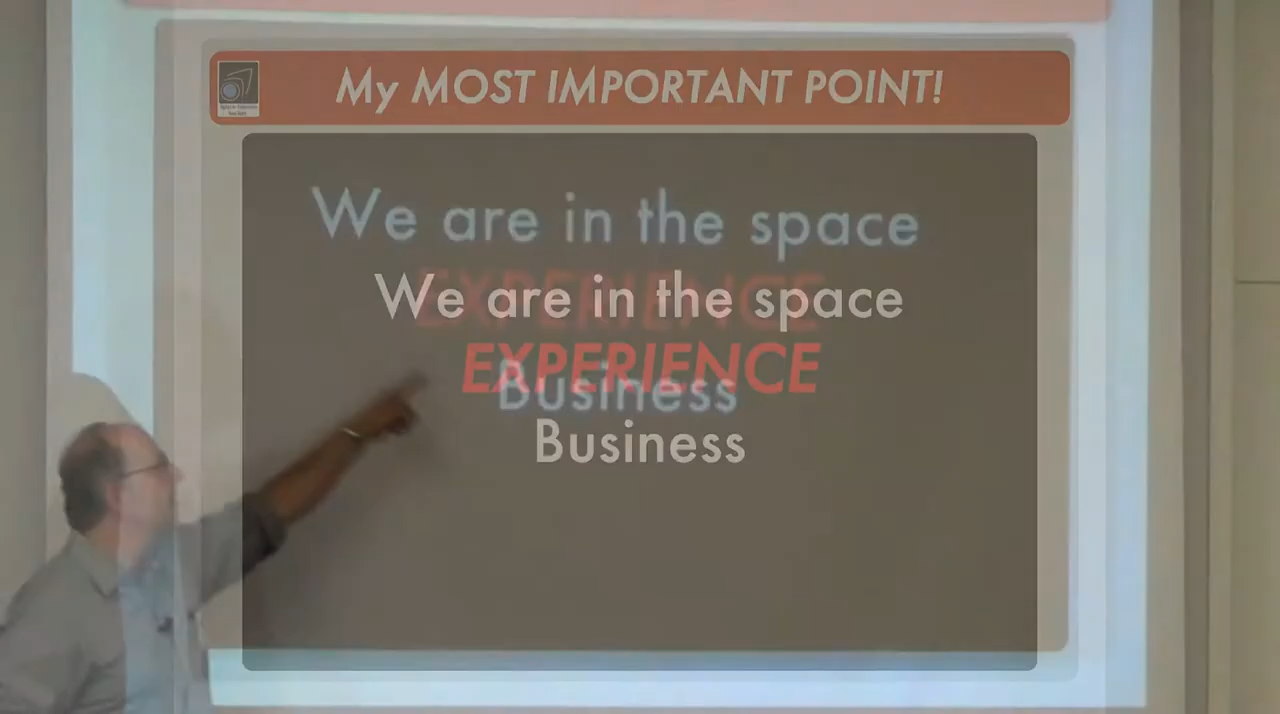 My MOST IMPORTANT POINT!
We are in the space
EXPERIENCE
Business
We are in the space
EXPERIENCE
Business